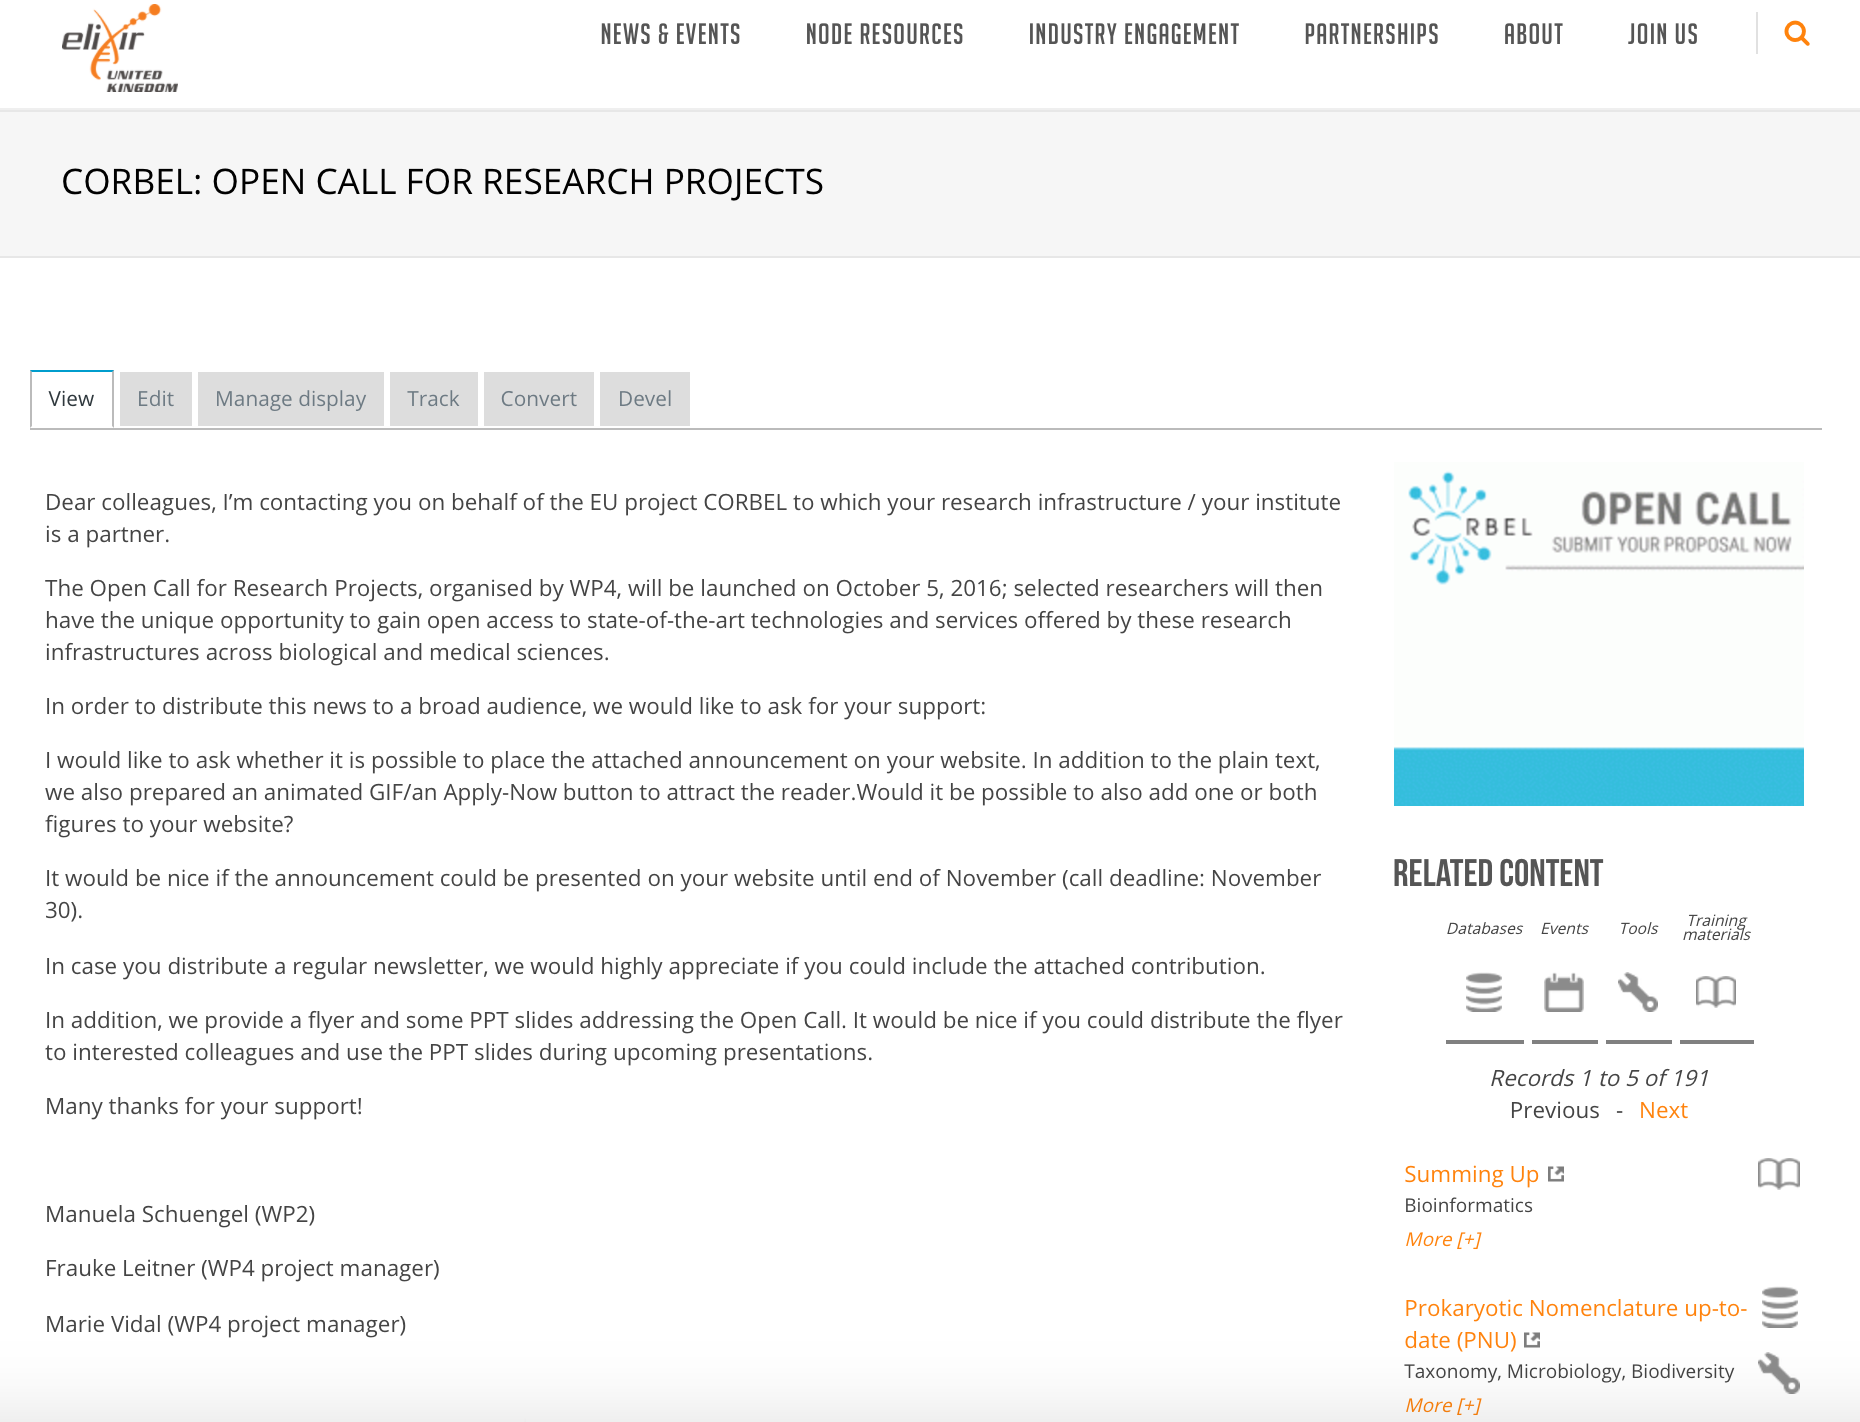 elixir
UNITED
KINGDOM
NEWS & EVENTS
NODE RESOURCES
INDUSTRY ENGAGEMENT
PARTNERSHIPS
ABOUT
JOIN US
CORBEL: OPEN CALL FOR RESEARCH PROJECTS
View
Edit
Manage display
Track
Convert
Devel
Dear colleagues, I’m contacting you on behalf of the EU project CORBEL to which your research infrastructure / your institute
is a partner.
The Open Call for Research Projects, organised by WP4, will be launched on October 5, 2016; selected researchers will then
have the unique opportunity to gain open access to state-of-the-art technologies and services offered by these research
infrastructures across biological and medical sciences.
In order to distribute this news to a broad audience, we would like to ask for your support:
I would like to ask whether it is possible to place the attached announcement on your website. In addition to the plain text,
we also prepared an animated GIF/an Apply-Now button to attract the reader.Would it be possible to also add one or both
figures to your website?
It would be nice if the announcement could be presented on your website until end of November (call deadline: November
30).
In case you distribute a regular newsletter, we would highly appreciate if you could include the attached contribution.
In addition, we provide a flyer and some PPT slides addressing the Open Call. It would be nice if you could distribute the flyer
to interested colleagues and use the PPT slides during upcoming presentations.
Many thanks for your support!
Manuela Schuengel (WP2)
Frauke Leitner (WP4 project manager)
Marie Vidal (WP4 project manager)
CORBEL
OPEN CALL
SUBMIT YOUR PROPOSAL NOW
RELATED CONTENT
Databases
Events
Tools
Training
materials
Records 1 to 5 of 191
Previous - Next
Summing Up
Bioinformatics
More [+]
Prokaryotic Nomenclature up-to-
date (PNU)
Taxonomy, Microbiology, Biodiversity
More [+]